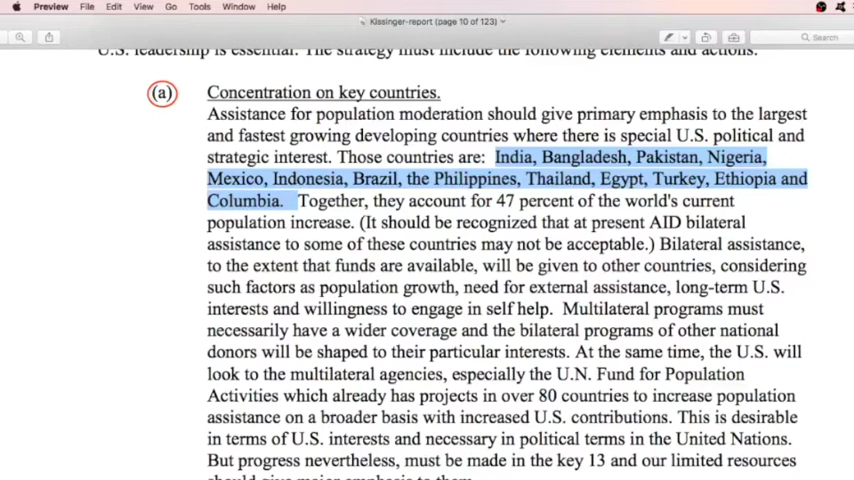 Preview File Edit View Go Tools Window Help
Kissinger-report (page 10 of 123)
Search
U.S. leadership is essential. The strategy must include the following elements and actions.
(a) Concentration on key countries.
Assistance for population moderation should give primary emphasis to the largest
and fastest growing developing countries where there is special U.S. political and
strategic interest. Those countries are: India, Bangladesh, Pakistan, Nigeria,
Mexico, Indonesia, Brazil, the Philippines, Thailand, Egypt, Turkey, Ethiopia and
Columbia. Together, they account for 47 percent of the world's current
population increase. (It should be recognized that at present AID bilateral
assistance to some of these countries may not be acceptable.) Bilateral assistance,
to the extent that funds are available, will be given to other countries, considering
such factors as population growth, need for external assistance, long-term U.S.
interests and willingness to engage in self help. Multilateral programs must
necessarily have a wider coverage and the bilateral programs of other national
donors will be shaped to their particular interests. At the same time, the U.S. will
look to the multilateral agencies, especially the U.N. Fund for Population
Activities which already has projects in over 80 countries to increase population
assistance on a broader basis with increased U.S. contributions. This is desirable
in terms of U.S. interests and necessary in political terms in the United Nations.
But progress nevertheless, must be made in the key 13 and our limited resources
should give major emphasis to them.